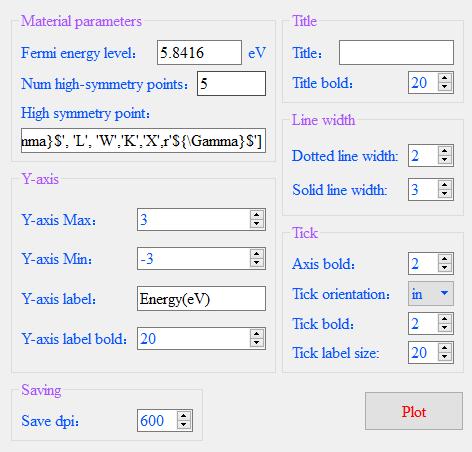 Material parameters
Fermi energy level: 5.8416 eV
Num high-symmetry points: 5
High symmetry point:
nma}$', 'L', 'W','K','X',r'${\Gamma}$']
Y-axis
Y-axis Max: 3
Y-axis Min: -3
Y-axis label: Energy(eV)
Y-axis label bold: 20
Saving
Save dpi: 600
Title
Title:
Title bold: 20
Line width
Dotted line width: 2
Solid line width: 3
Tick
Axis bold: 2
Tick orientation: in
Tick bold: 2
Tick label size: 20
Plot